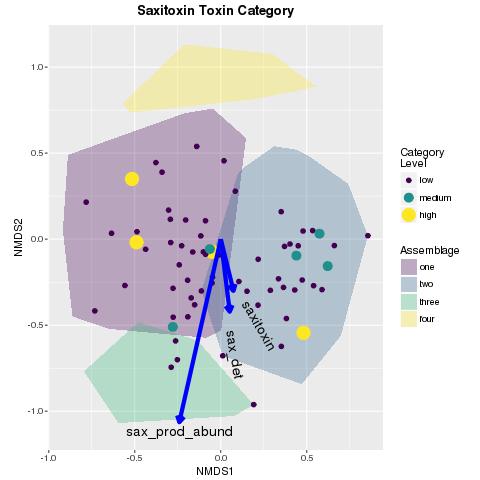 Saxitoxin Toxin Category
NMDS2
1.0
0.5
0.0
-0.5
-1.0
-1.0
-0.5
0.0
0.5
NMDS1
saxitoxin
sax_det
sax_prod_abund
Category
Level
low
medium
high
Assemblage
one
two
three
four